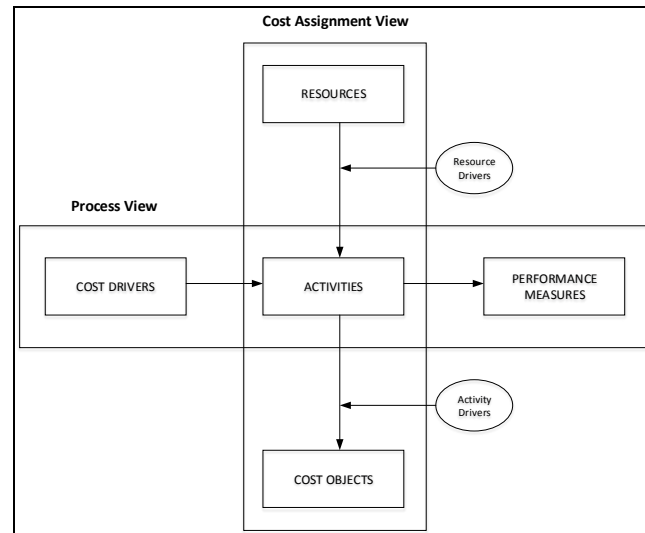 Cost Assignment View
RESOURCES
Resource
Drivers
Process View
COST DRIVERS
ACTIVITIES
PERFORMANCE
MEASURES
Activity
Drivers
COST OBJECTS